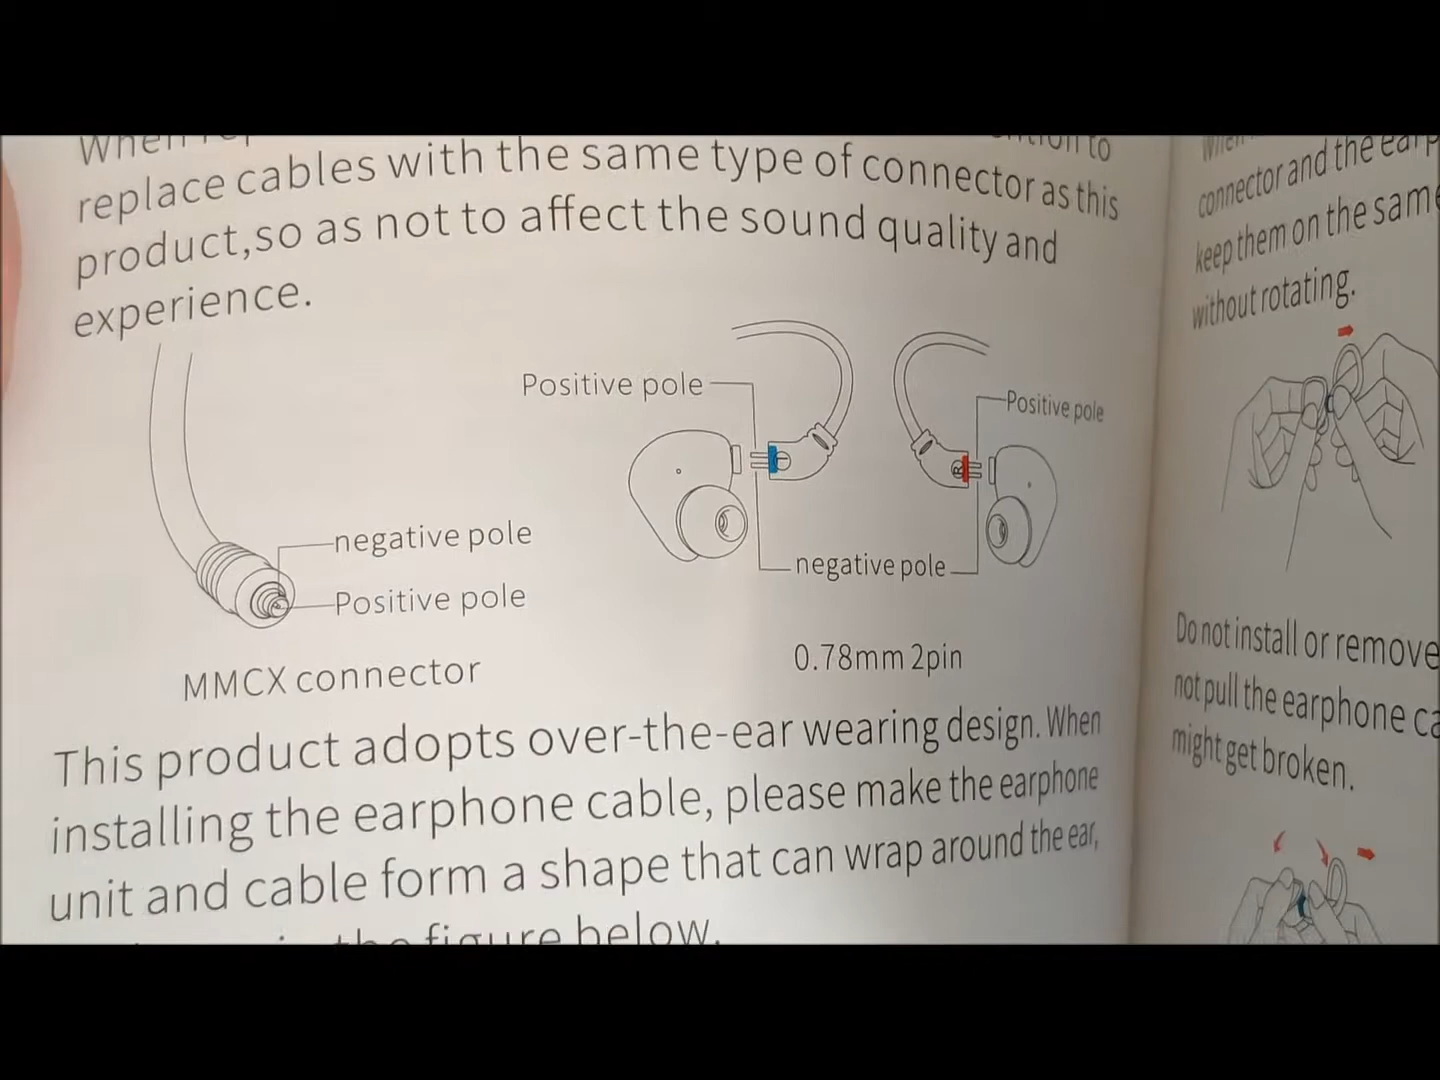 replace cables with the same type of connector as this
product,so as not to affect the sound quality and
experience.
Positive pole
Positive pole
negative pole
Positive pole
negative pole
MMCX connector
0.78mm 2pin
This product adopts over-the-ear wearing design. When
installing the earphone cable, please make the earphone
unit and cable form a shape that can wrap around the ear,
figure below.
connector and the
keep them on the same
without rotating.
Do not install or remove
not pull the earphone
might get broken.